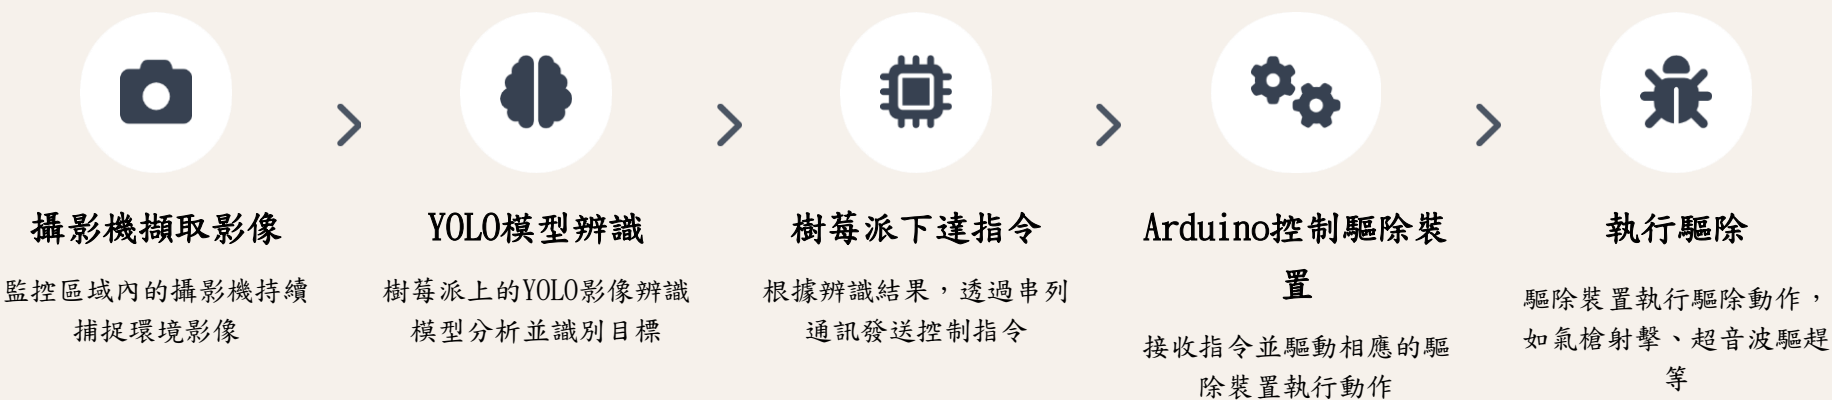 攝影機擷取影像
監控區域內的攝影機持續
捕捉環境影像
YOLO模型辨識
樹莓派上的YOLO影像辨識
模型分析並識別目標
樹莓派下達指令
根據辨識結果，透過串列
通訊發送控制指令
Arduino控制驅除裝
置
接收指令並驅動相應的驅
除裝置執行動作
執行驅除
驅除裝置執行驅除動作，
如氣槍射擊、超音波驅趕
等